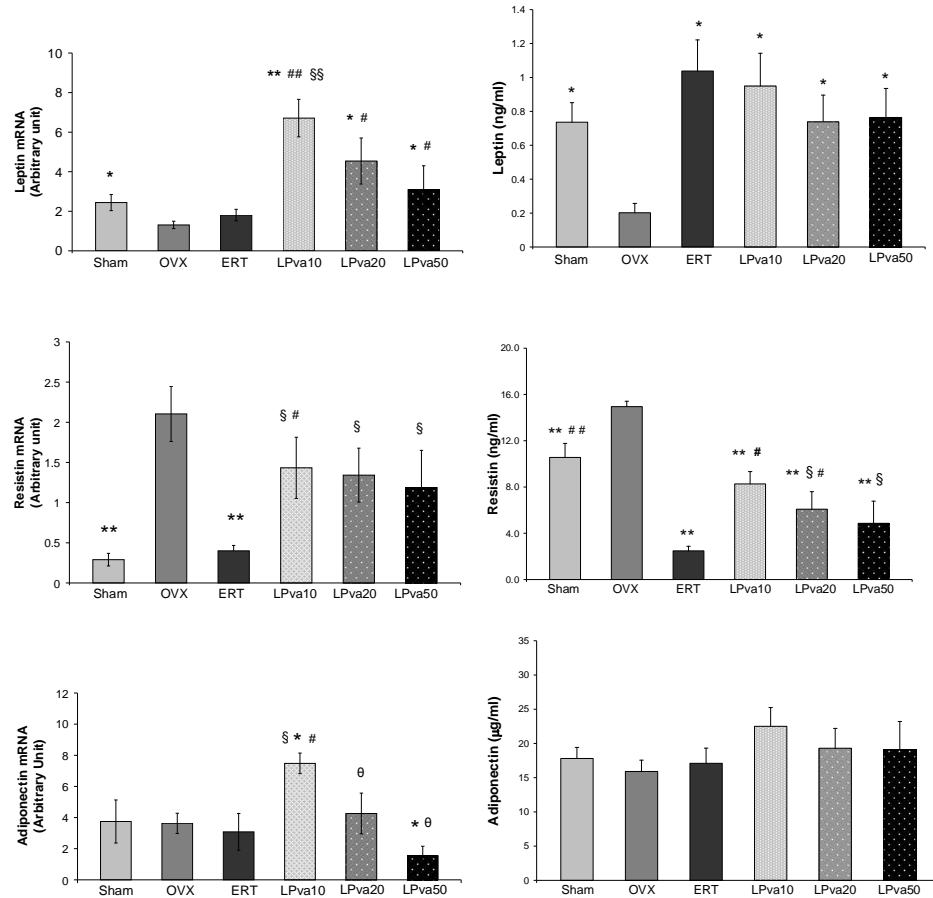 Leptin mRNA
(Arbitrary unit)
10
8
6
4
2
0
*
** ## §§
* #
* #
Sham OVX ERT LPva10 LPva20 LPva50
Leptin (ng/ml)
1.4
1.2
1
0.8
0.6
0.4
0.2
0
*
*
*
*
*
Sham OVX ERT LPva10 LPva20 LPva50
Resistin mRNA
(Arbitrary unit)
3
2.5
2
1.5
1
0.5
0
**
**
§ #
§
§
Sham OVX ERT LPva10 LPva20 LPva50
Resistin (ng/ml)
20.0
16.0
12.0
8.0
4.0
0.0
** # #
**
** #
** § #
** §
Sham OVX ERT LPva10 LPva20 LPva50
Adiponectin mRNA
(Arbitrary Unit)
12
10
8
6
4
2
0
§ * #
θ
* θ
Sham OVX ERT LPva10 LPva20 LPva50
Adiponectin (µg/ml)
35
30
25
20
15
10
5
0
Sham OVX ERT LPva10 LPva20 LPva50